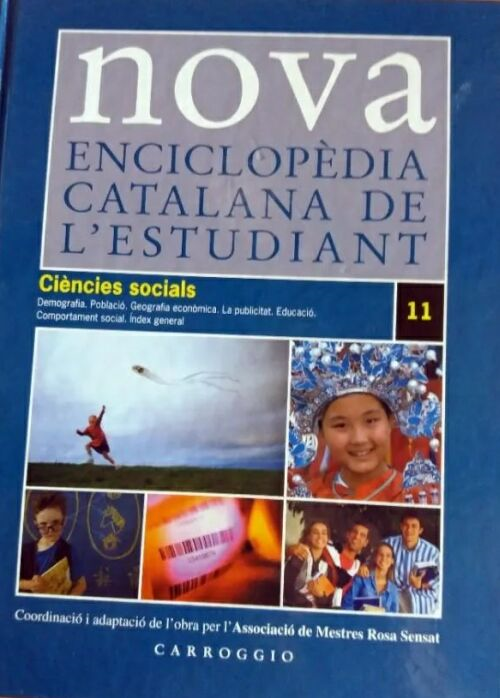 nova
ENCICLOPÈDIA
CATALANA DE
L'ESTUDIANT
Ciències socials
Demografia. Població. Geografia econòmica. La publicitat. Educació.
Comportament social. Índex general
11
Coordinació i adaptació de l'obra per l'Associació de Mestres Rosa Sensat
CARROGGIO